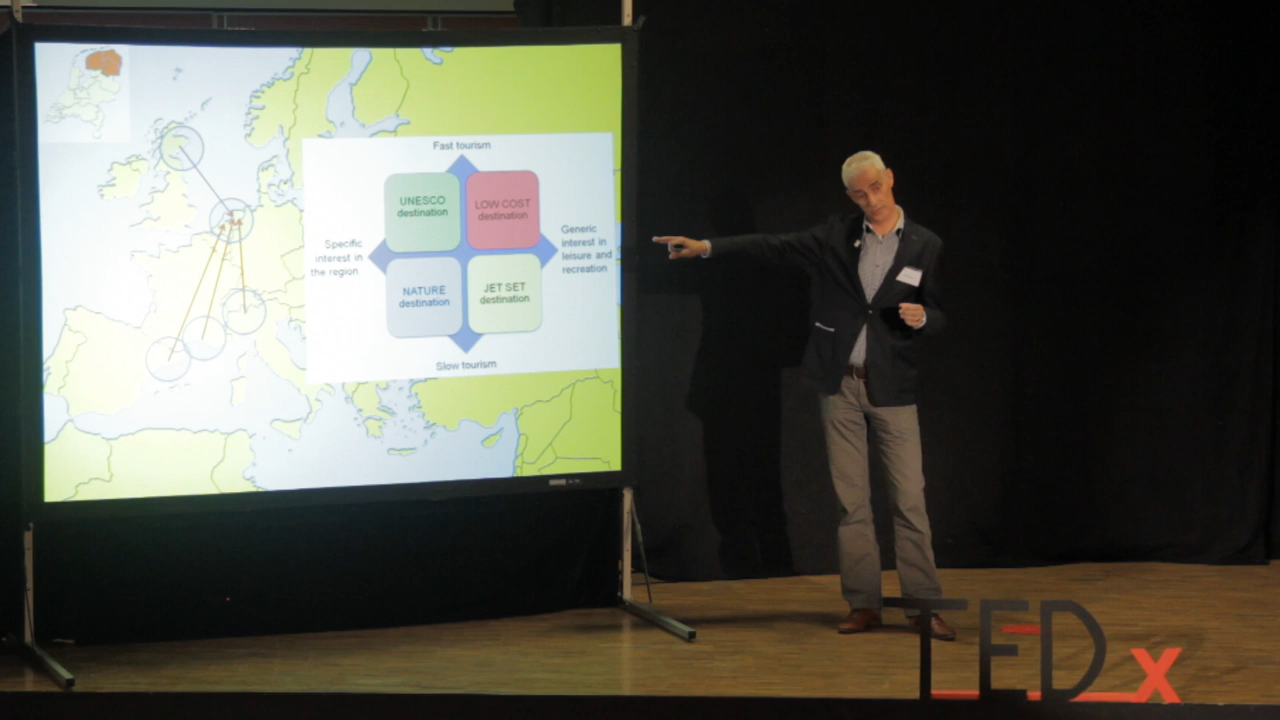 Fast tourism
UNESCO
destination
LOW COST
destination
Specific
interest in
the region
Generic
interest in
leisure and
recreation
NATURE
destination
JET SET
destination
Slow tourism
TEDx